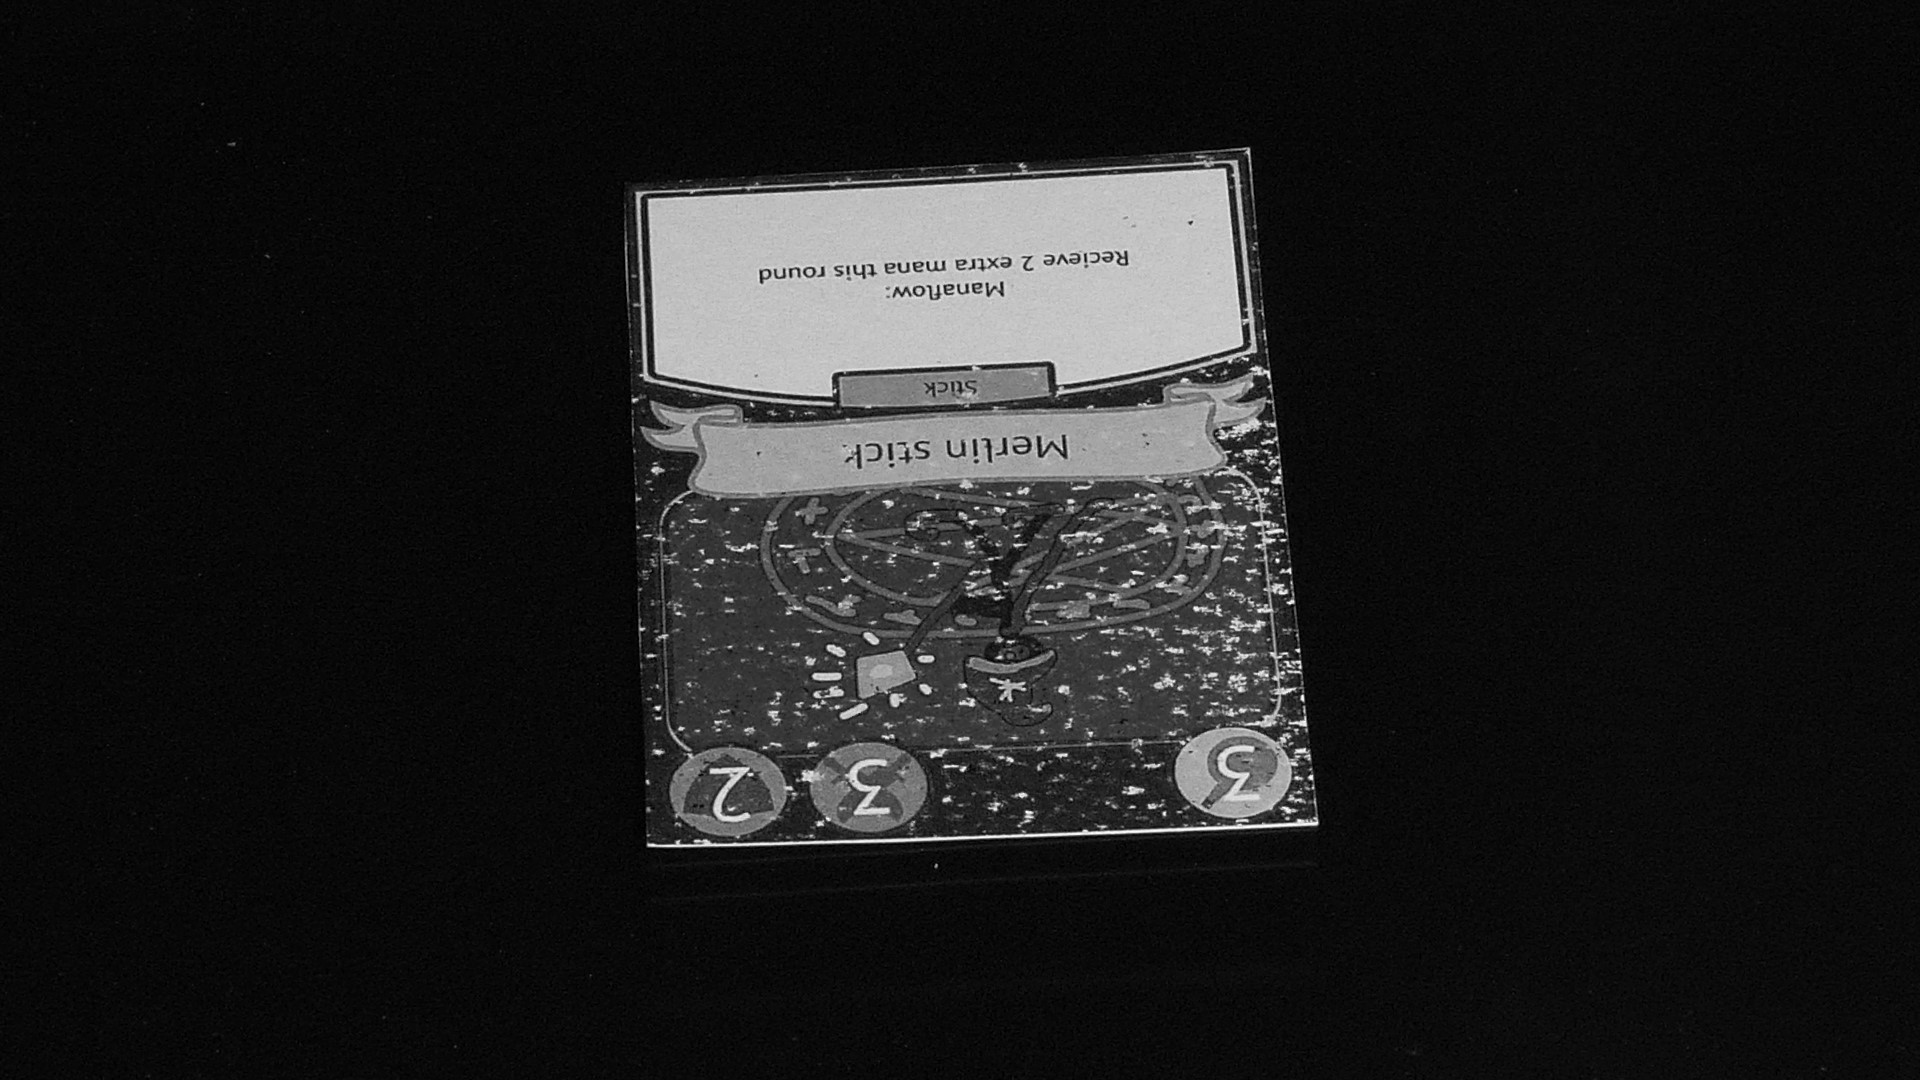 3 3 2
Merlin stick
Stick
Manaflow:
Recieve 2 extra mana this round